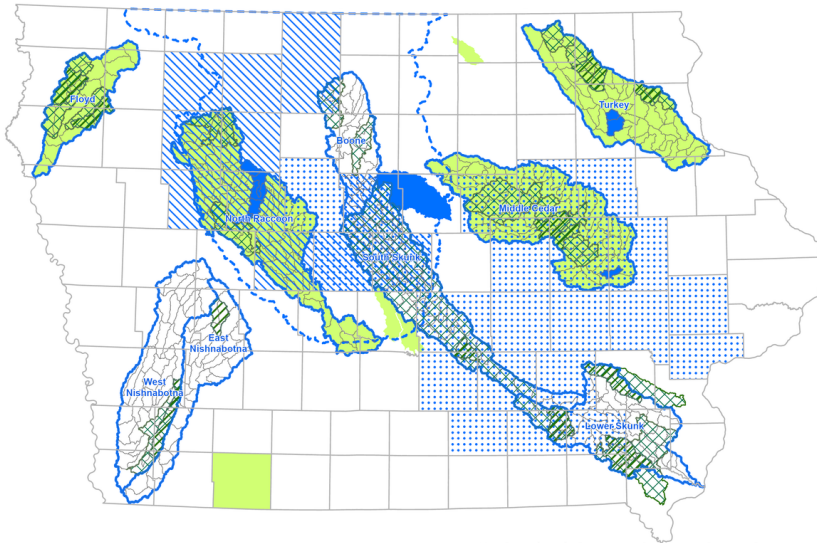 Floyd
Turkey
Boone
Middle Cedar
North Raccoon
South Skunk
East
Nishnabotna
West
Nishnabotna
Lower Skunk